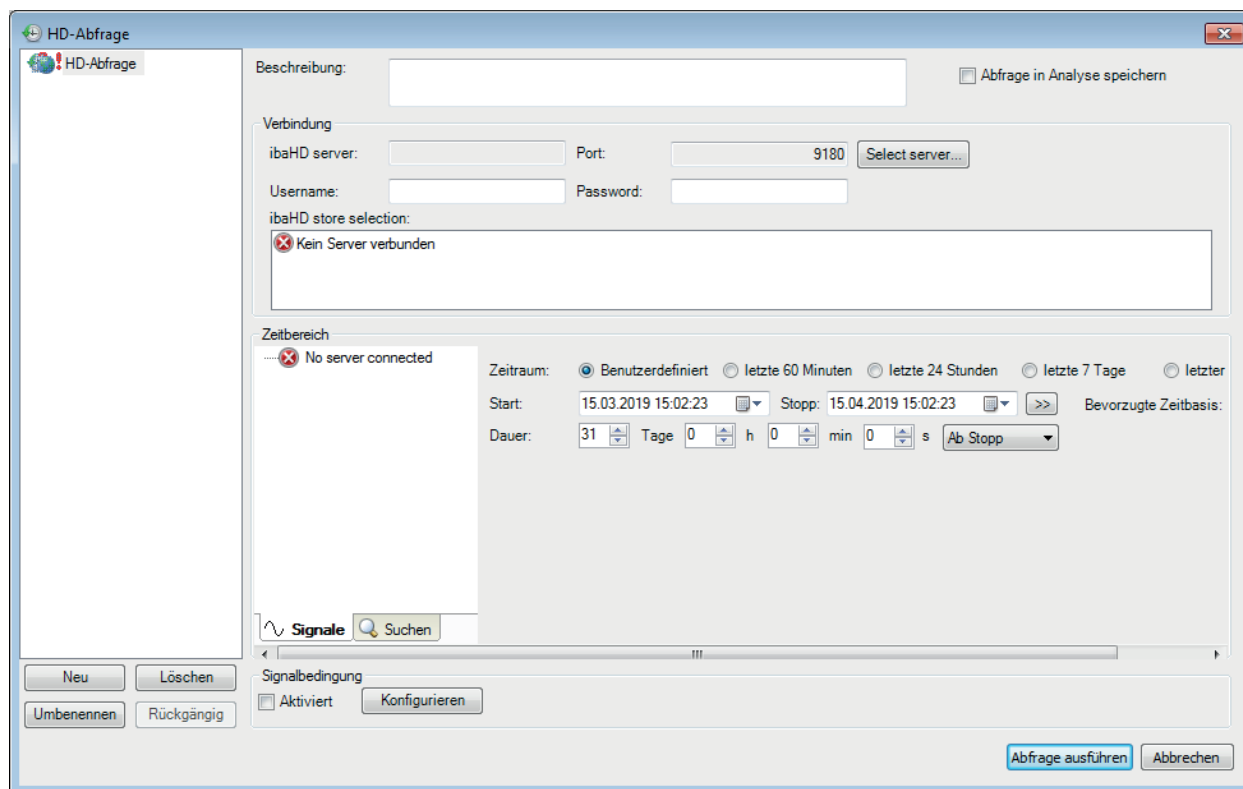 HD-Abfrage
HD-Abfrage
Beschreibung:
Abfrage in Analyse speichern
Verbindung
ibaHD server:
Port:
9180
Select server...
Username:
Password:
ibaHD store selection:
Kein Server verbunden
Zeitbereich
No server connected
Zeitraum:
Benutzerdefiniert
letzte 60 Minuten
letzte 24 Stunden
letzte 7 Tage
letzter
Start:
15.03.2019 15:02:23
Stopp:
15.04.2019 15:02:23
>>
Bevorzugte Zeitbasis:
Dauer:
31
Tage
0
h
0
min
0
s
Ab Stopp
Signale
Suchen
Neu
Löschen
Umbenennen
Rückgängig
Signalbedingung
Aktiviert
Konfigurieren
Abfrage ausführen
Abbrechen